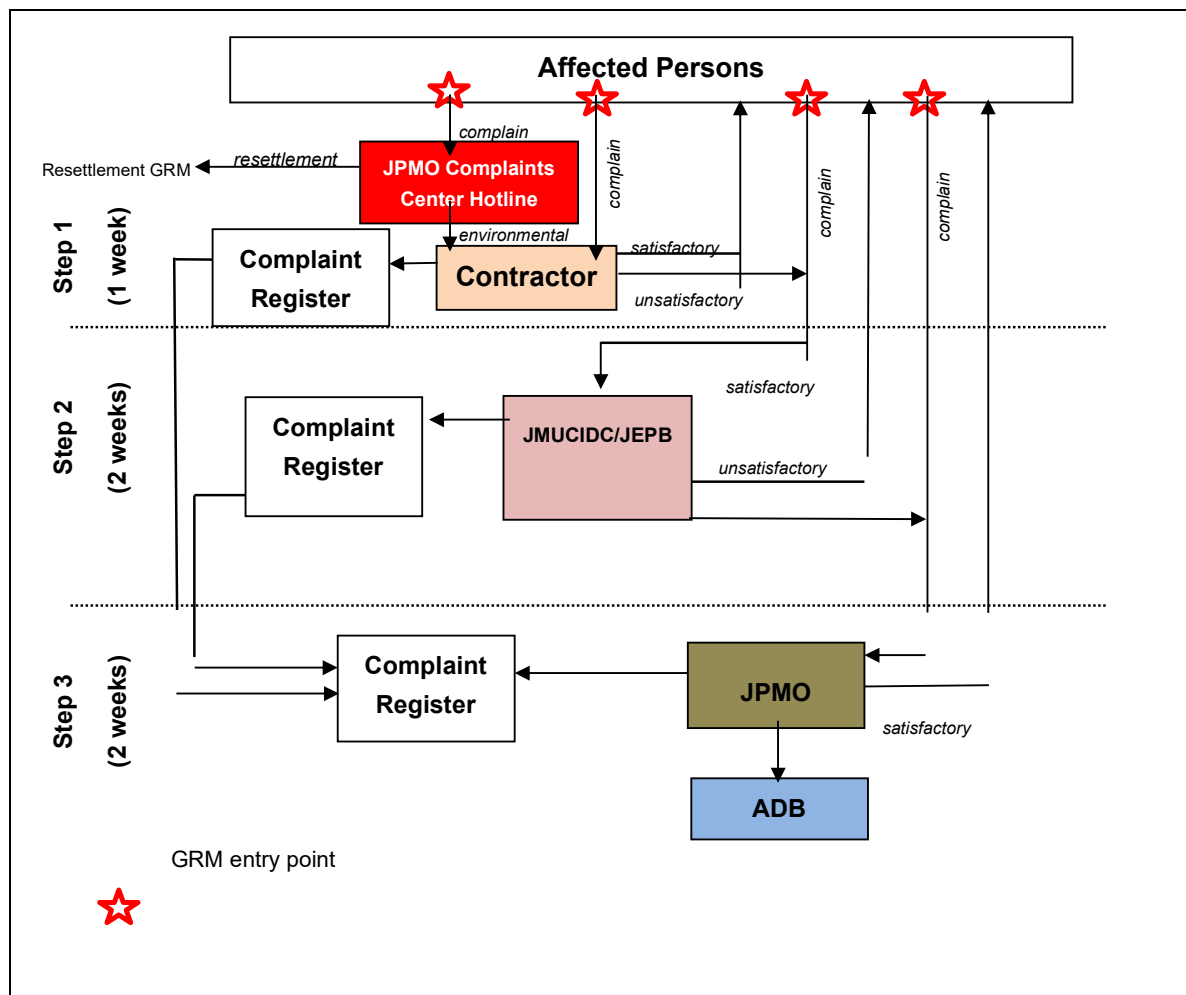 Affected Persons
complain
complain
complain
complain
Resettlement GRM
resettlement
JPMO Complaints
Center Hotline
Step 1
(1 week)
environmental
Complaint
Register
Contractor
satisfactory
unsatisfactory
Step 2
(2 weeks)
Complaint
Register
JMUCIDC/JEPB
satisfactory
unsatisfactory
Step 3
(2 weeks)
Complaint
Register
JPMO
satisfactory
ADB
GRM entry point